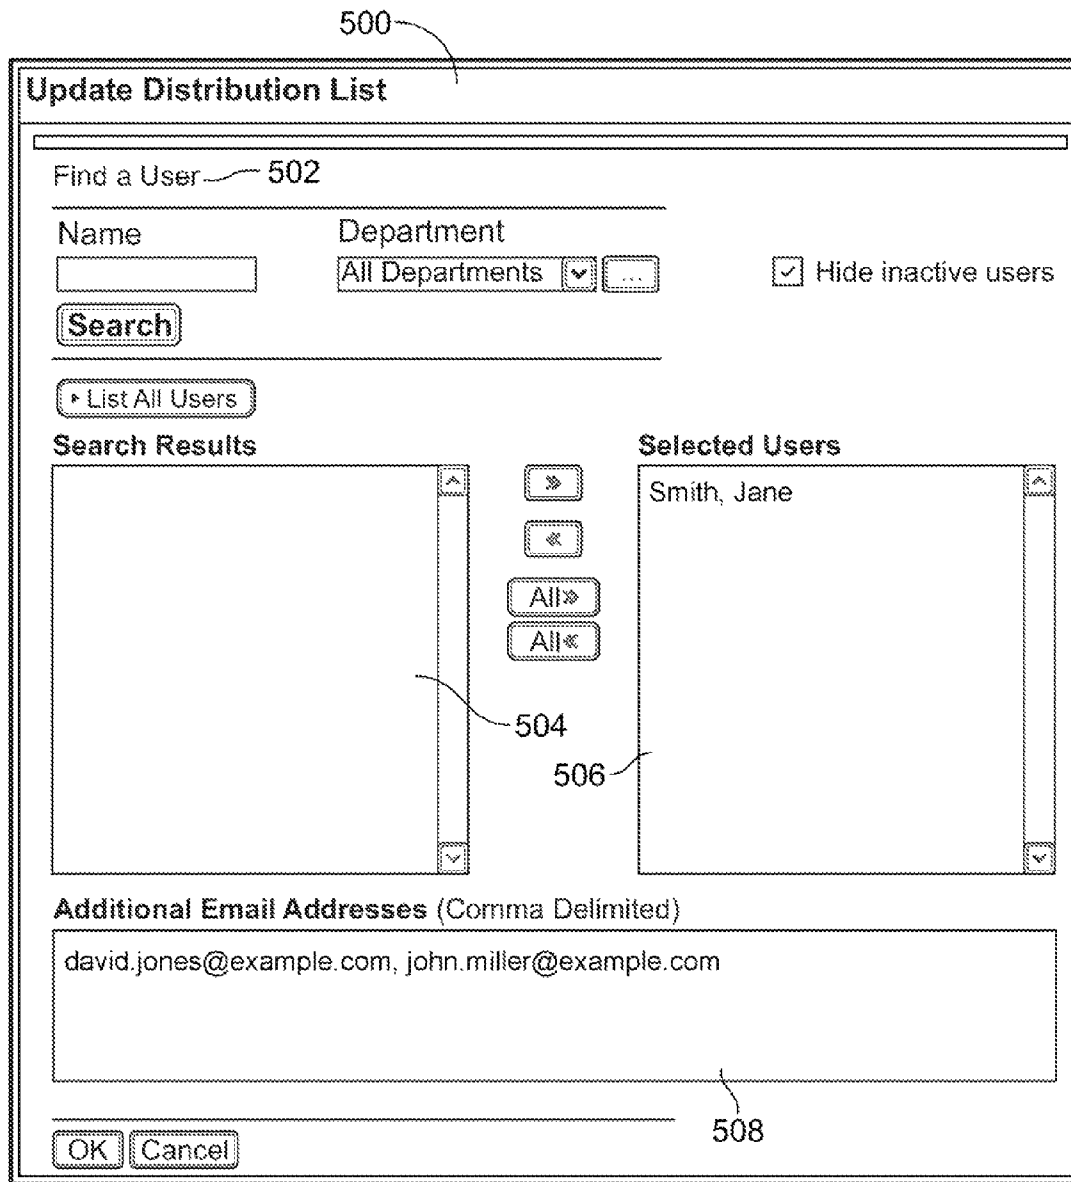 500
Update Distribution List
Find a User 502
Name Department
All Departments ... Hide inactive users
Search
List All Users
Search Results Selected Users
» Smith, Jane
«
All»
All«
504
506
Additional Email Addresses (Comma Delimited)
david.jones@example.com, john.miller@example.com
508
OK Cancel